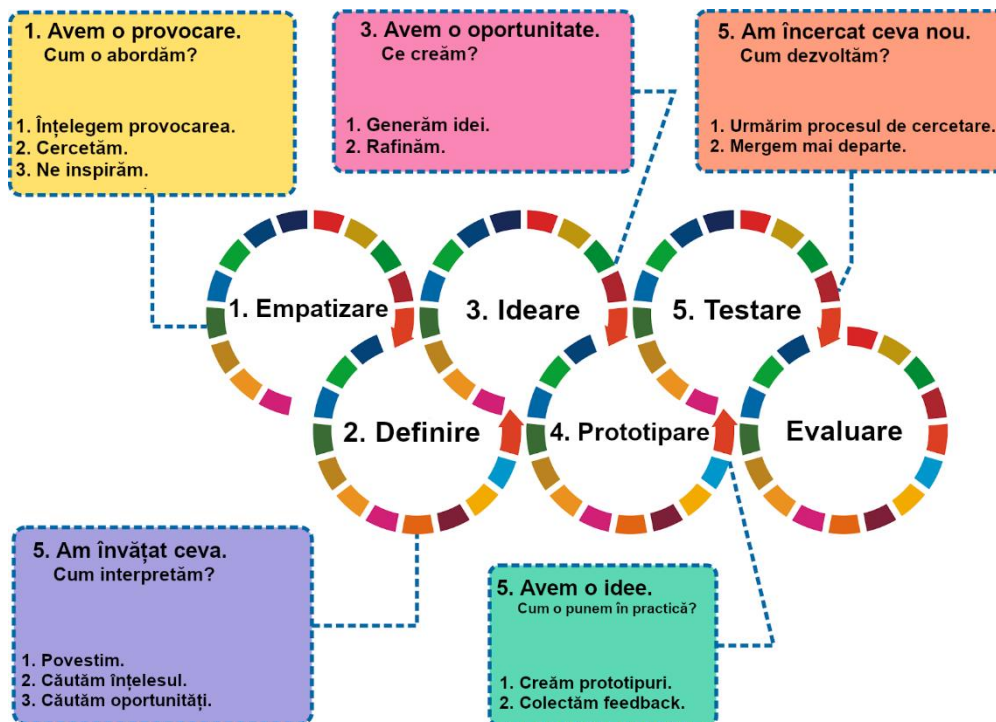 1. Avem o provocare.
Cum o abordăm?
1. Înțelegem provocarea.
2. Cercetăm.
3. Ne inspirăm.
3. Avem o oportunitate.
Ce creăm?
1. Generăm idei.
2. Rafinăm.
5. Am încercat ceva nou.
Cum dezvoltăm?
1. Urmărim procesul de cercetare.
2. Mergem mai departe.
1. Empatizare
3. Ideare
5. Testare
2. Definire
4. Prototipare
Evaluare
5. Am învățat ceva.
Cum interpretăm?
1. Povestim.
2. Căutăm înțelesul.
3. Căutăm oportunități.
5. Avem o idee.
Cum o punem în practică?
1. Creăm prototipuri.
2. Colectăm feedback.